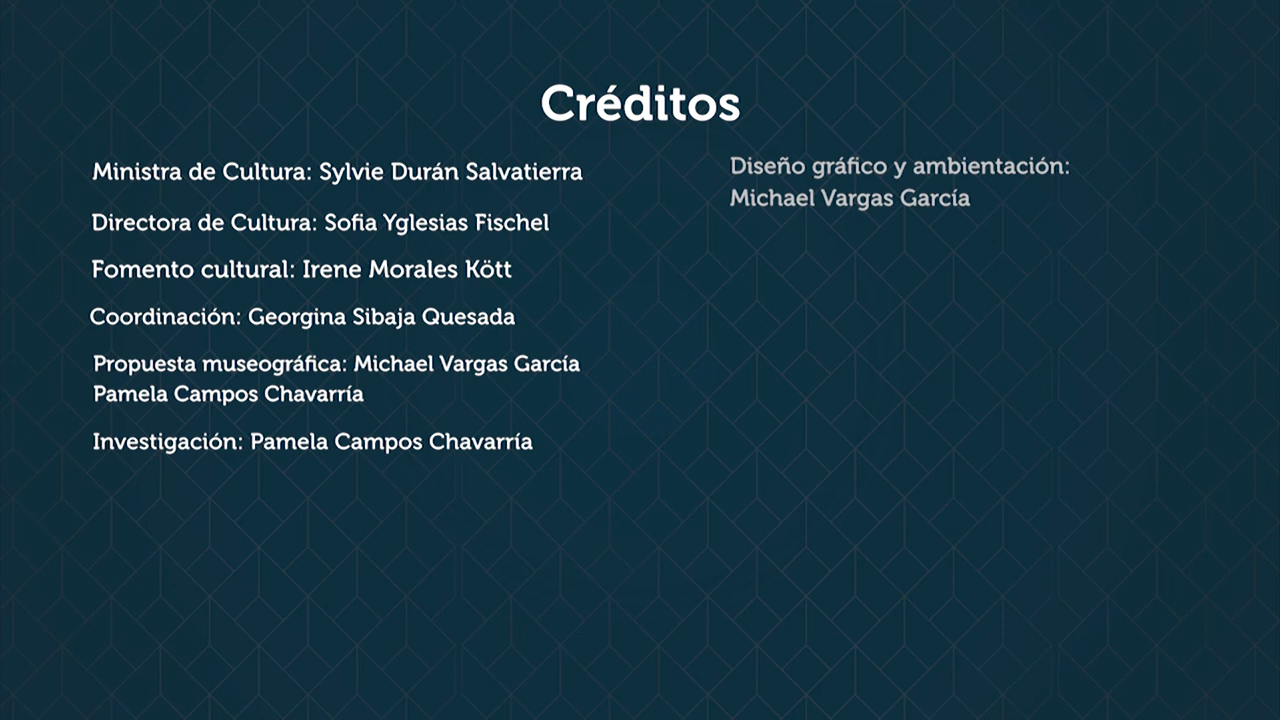 Créditos
Ministra de Cultura: Sylvie Durán Salvatierra
Directora de Cultura: Sofia Yglesias Fischel
Fomento cultural: Irene Morales Kött
Coordinación: Georgina Sibaja Quesada
Propuesta museográfica: Michael Vargas García
Pamela Campos Chavarría
Investigación: Pamela Campos Chavarría
Diseño gráfico y ambientación:
Michael Vargas García